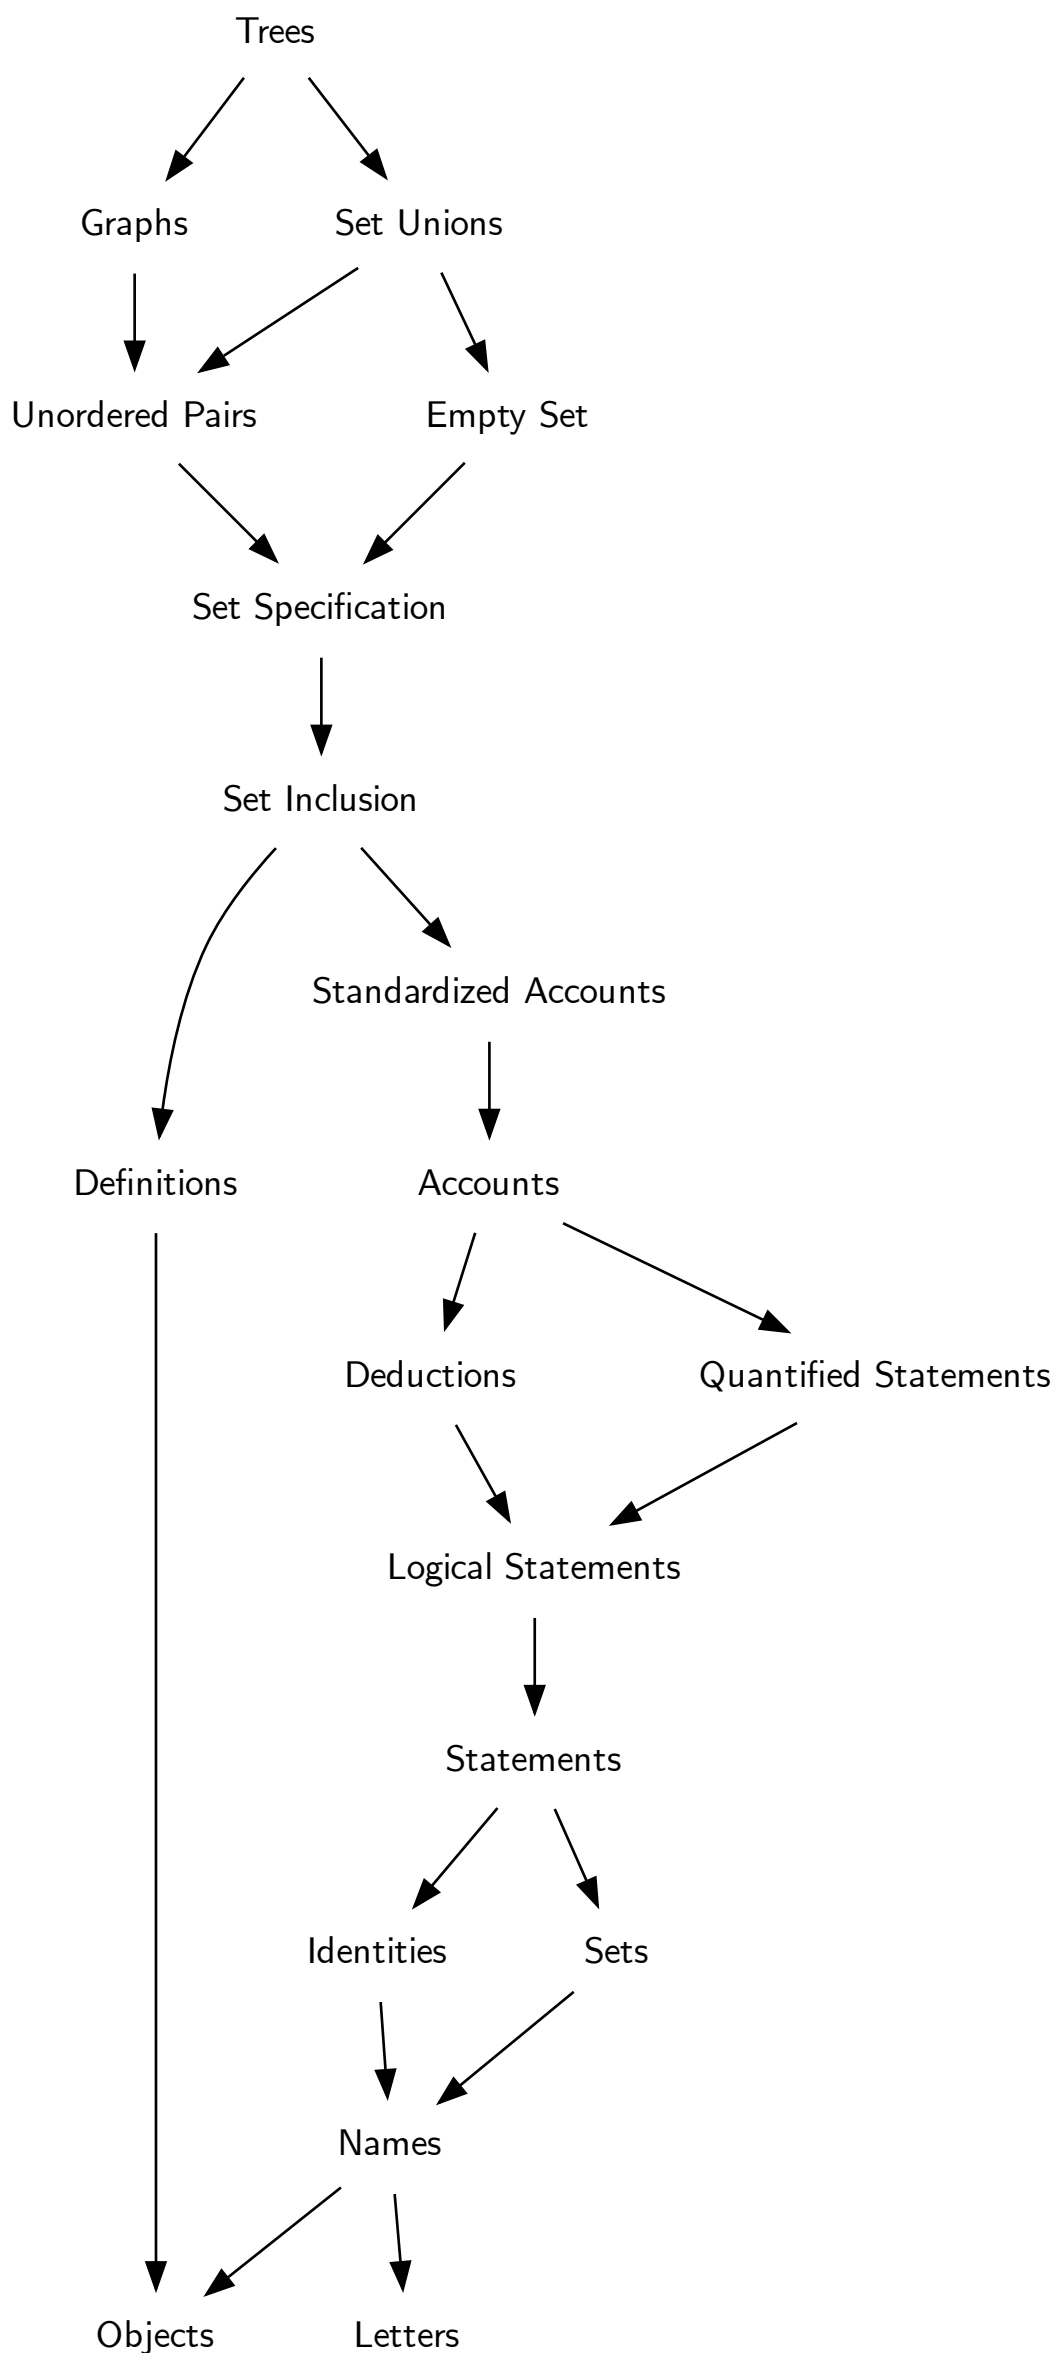 Trees
Graphs
Set Unions
Unordered Pairs
Empty Set
Set Specification
Set Inclusion
Standardized Accounts
Definitions
Accounts
Deductions
Quantified Statements
Logical Statements
Statements
Identities
Sets
Names
Objects
Letters